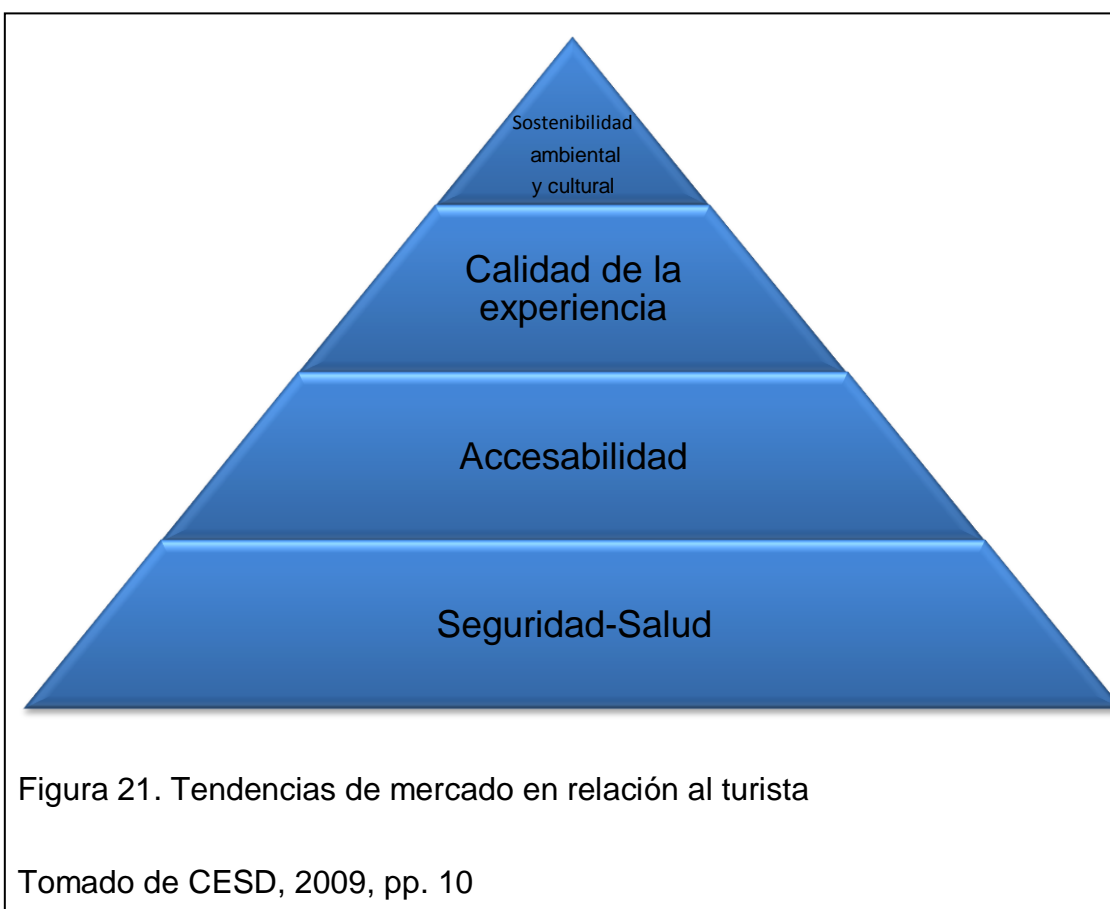 Sostenibilidad
ambiental
y cultural
Calidad de la
experiencia
Accesabilidad
Seguridad-Salud
Figura 21. Tendencias de mercado en relación al turista
Tomado de CESD, 2009, pp. 10